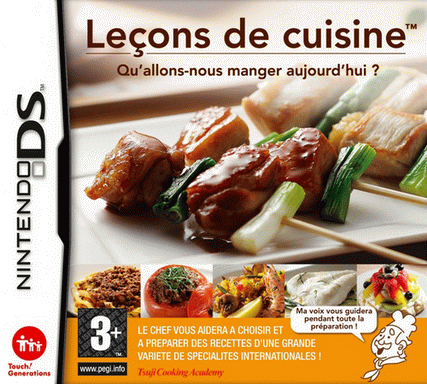 Leçons de cuisine™
Qu'allons-nous manger aujourd'hui ?
NINTENDO DS™
Ma voix vous guidera
pendant toute la
préparation !
3+
www.pegi.info
LE CHEF VOUS AIDERA A CHOISIR ET
A PREPARER DES RECETTES D'UNE GRANDE
VARIETE DE SPECIALITES INTERNATIONALES !
Tsuji Cooking Academy
Touch!
Generations